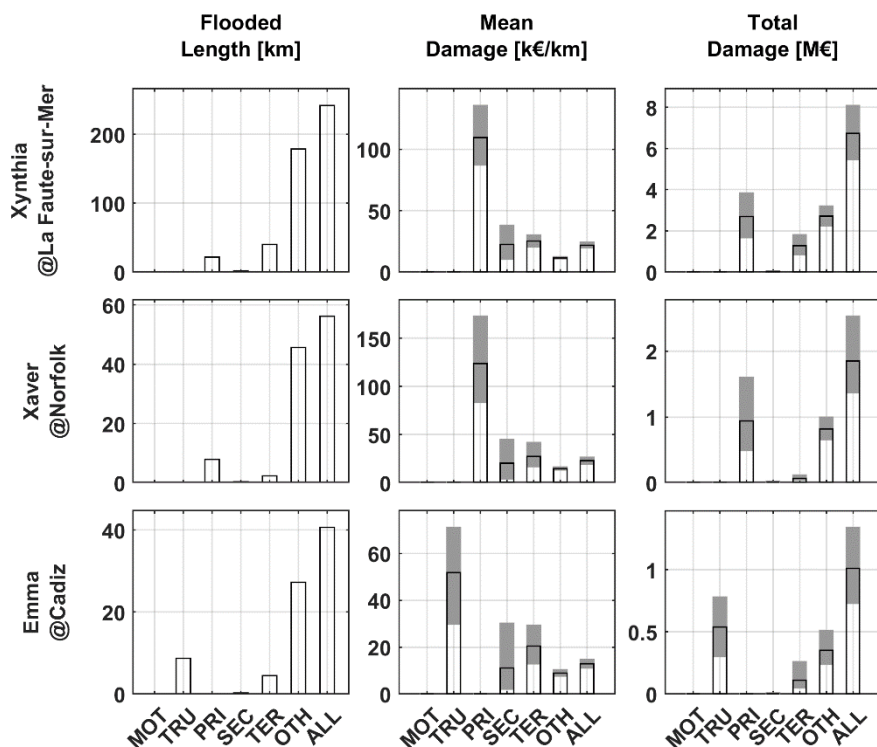 Flooded
Length [km]
Mean
Damage [k€/km]
Total
Damage [M€]
Xynthia
@La Faute-sur-Mer
200
100
0
100
50
0
8
6
4
2
0
Xaver
@Norfolk
60
40
20
0
150
100
50
0
2
1
0
Emma
@Cadiz
40
20
0
60
40
20
0
1
0.5
0
MOT TRU PRI SEC TER OTH ALL
MOT TRU PRI SEC TER OTH ALL
MOT TRU PRI SEC TER OTH ALL